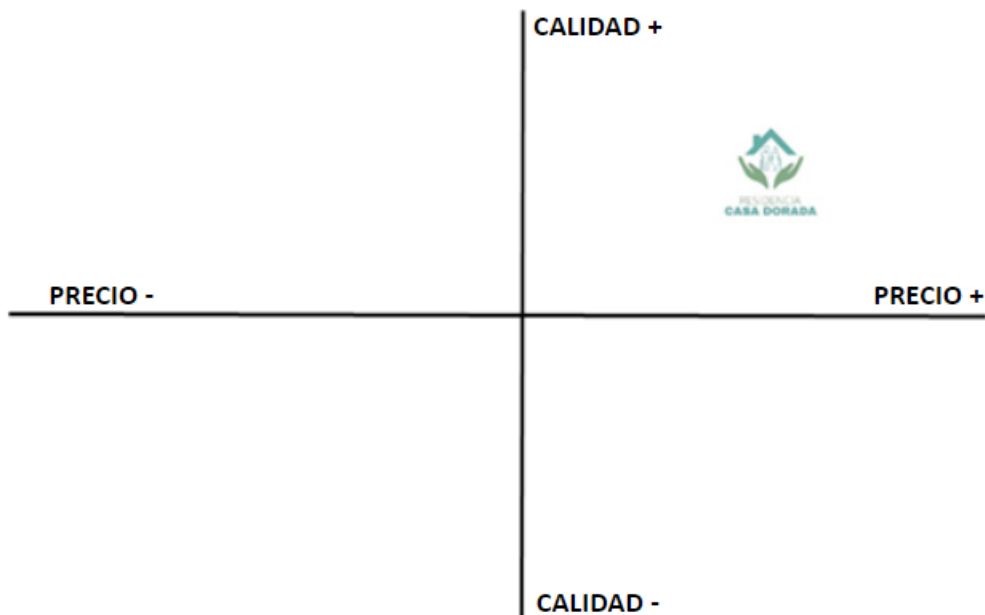 CALIDAD +
RESIDENCIA
CASA DORADA
PRECIO -
PRECIO +
CALIDAD -